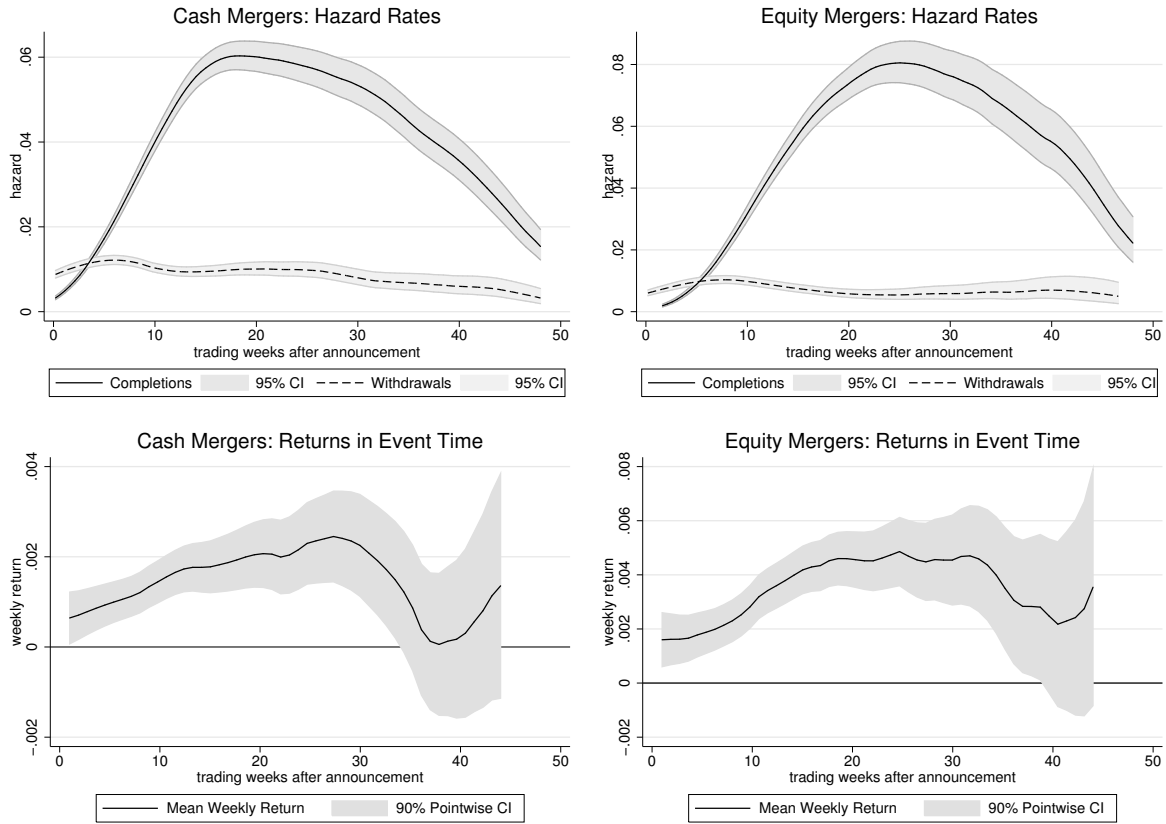 Cash Mergers: Hazard Rates
hazard
.06
.04
.02
0
0 10 20 30 40 50
trading weeks after announcement
Completions 95% CI Withdrawals 95% CI
Equity Mergers: Hazard Rates
hazard
.08
.06
.04
.02
0
0 10 20 30 40 50
trading weeks after announcement
Completions 95% CI Withdrawals 95% CI
Cash Mergers: Returns in Event Time
weekly return
.004
.002
0
-.002
0 10 20 30 40 50
trading weeks after announcement
Mean Weekly Return 90% Pointwise CI
Equity Mergers: Returns in Event Time
weekly return
.008
.006
.004
.002
0
-.002
0 10 20 30 40 50
trading weeks after announcement
Mean Weekly Return 90% Pointwise CI